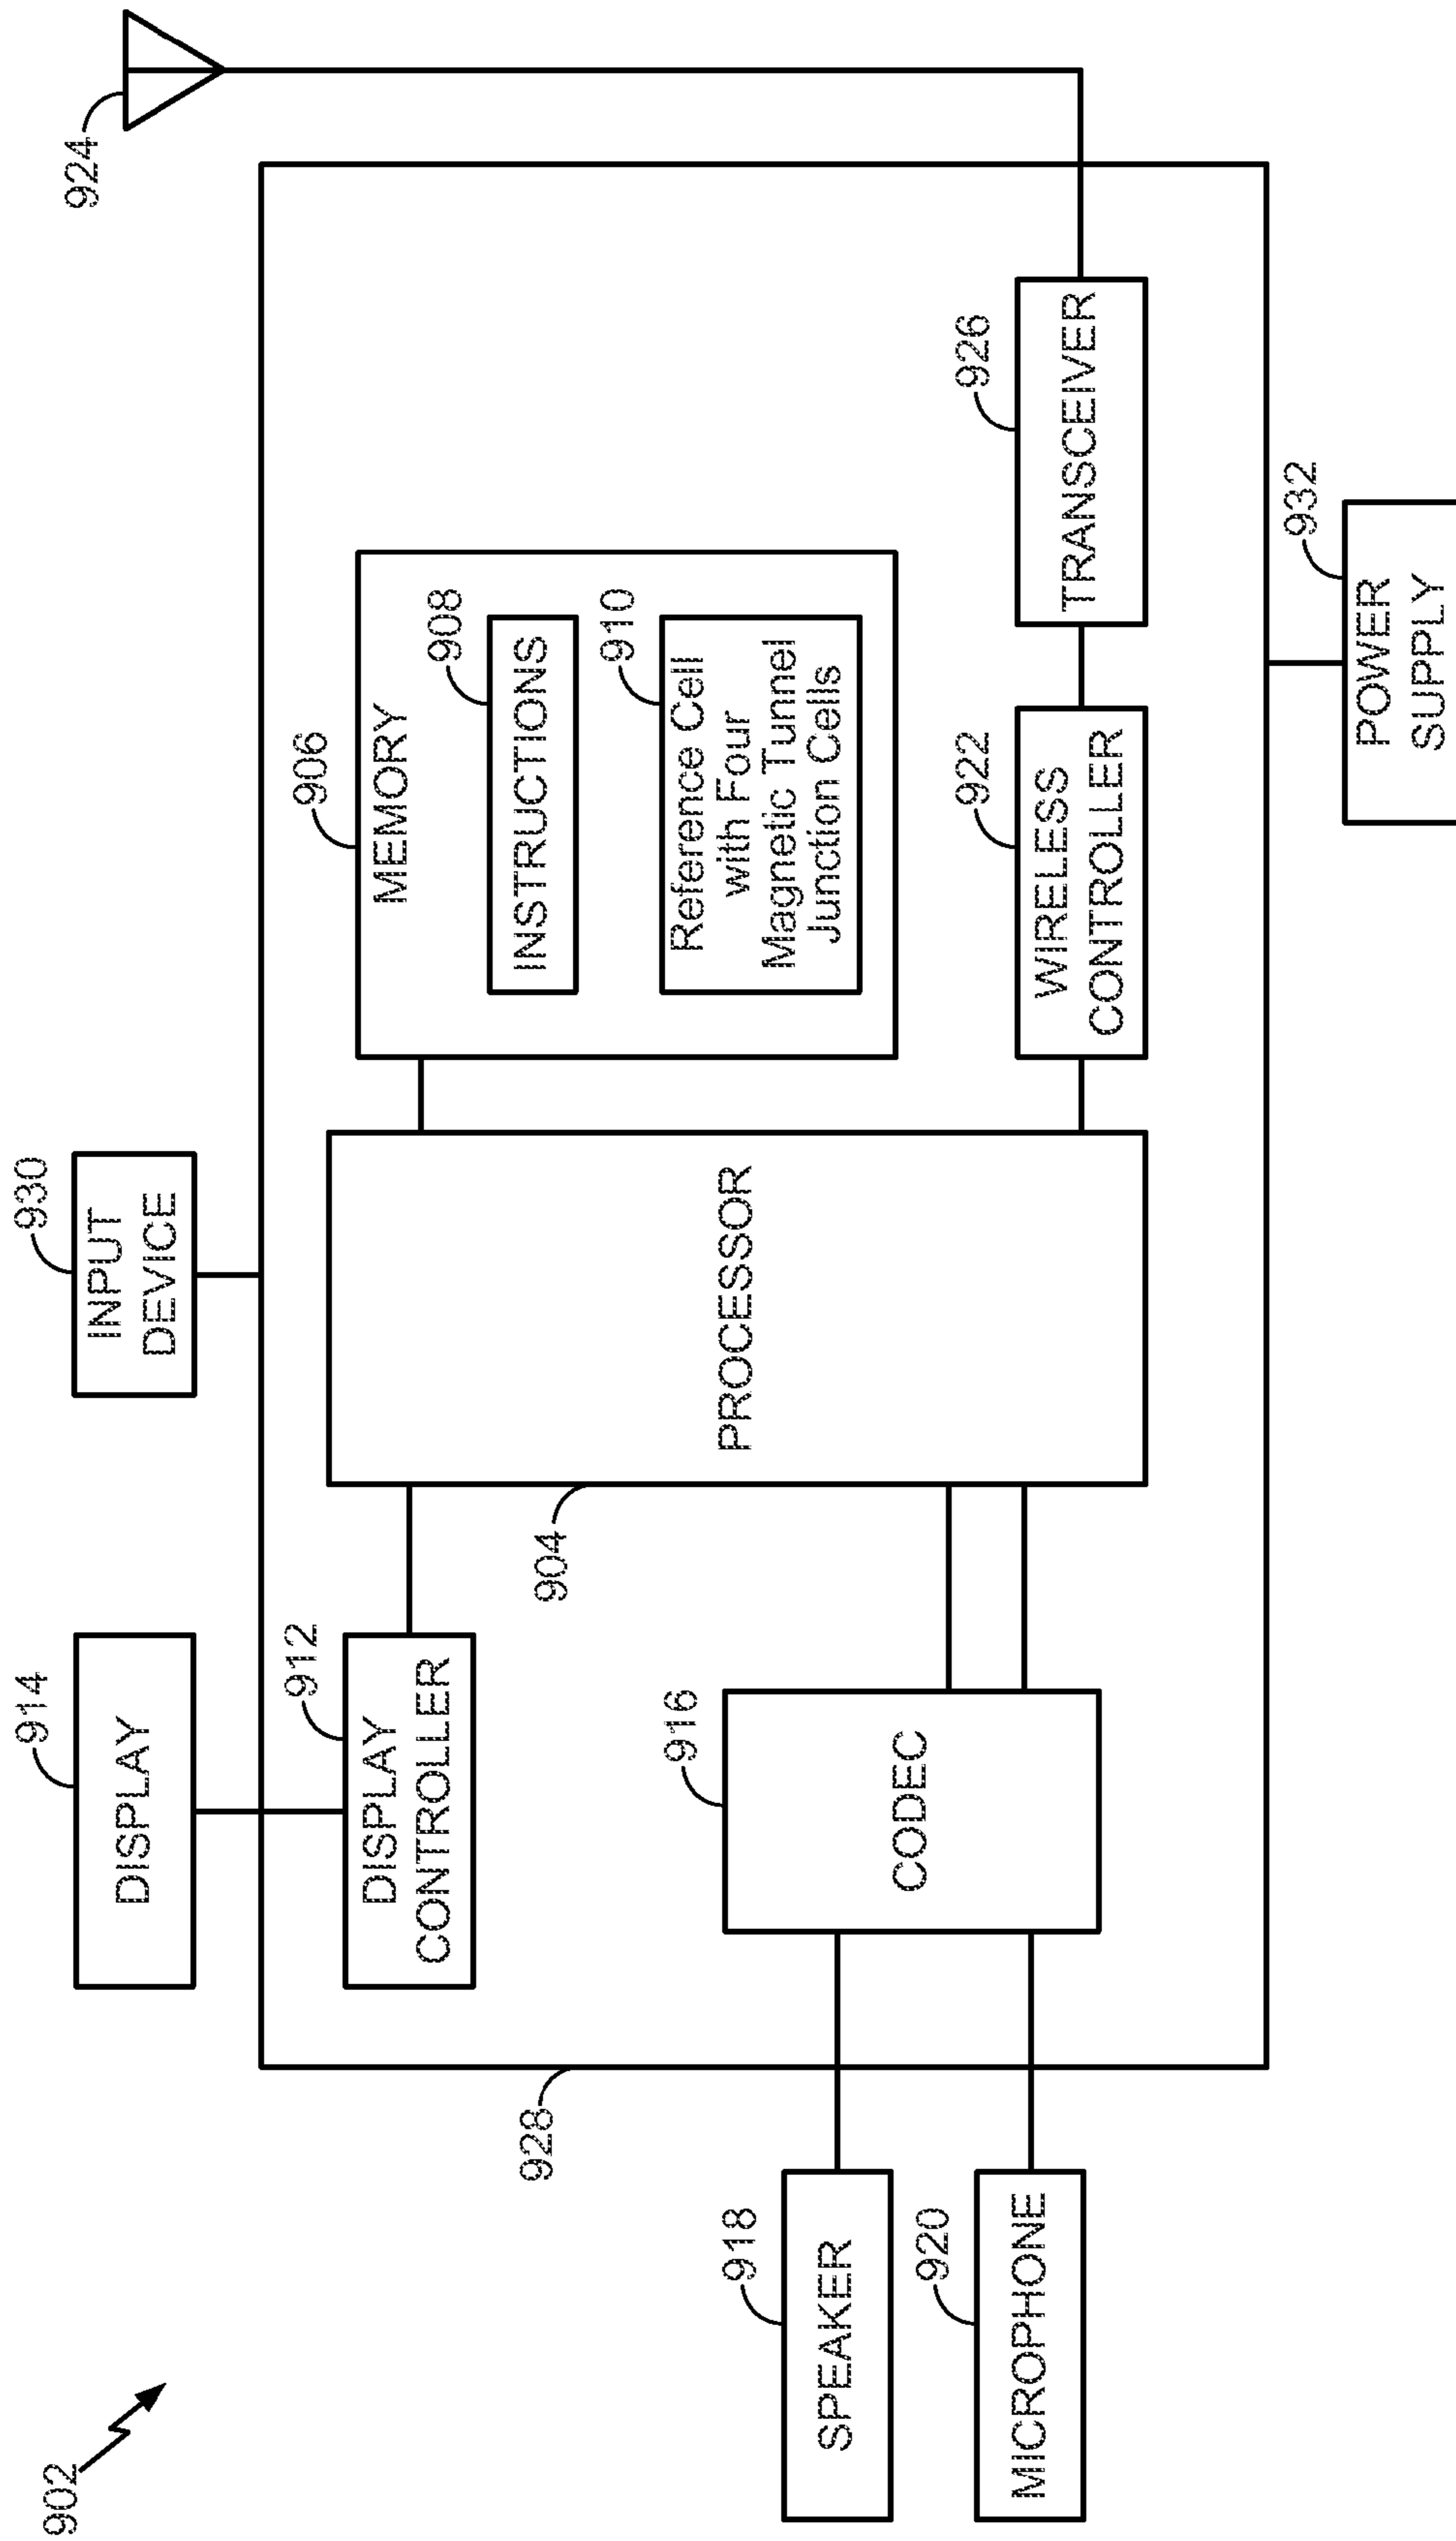 902
914
DISPLAY
930
INPUT
DEVICE
924
928
912
DISPLAY
CONTROLLER
904
PROCESSOR
906
MEMORY
908
INSTRUCTIONS
910
Reference Cell
with Four
Magnetic Tunnel
Junction Cells
916
CODEC
918
SPEAKER
920
MICROPHONE
922
WIRELESS
CONTROLLER
926
TRANSCEIVER
932
POWER
SUPPLY